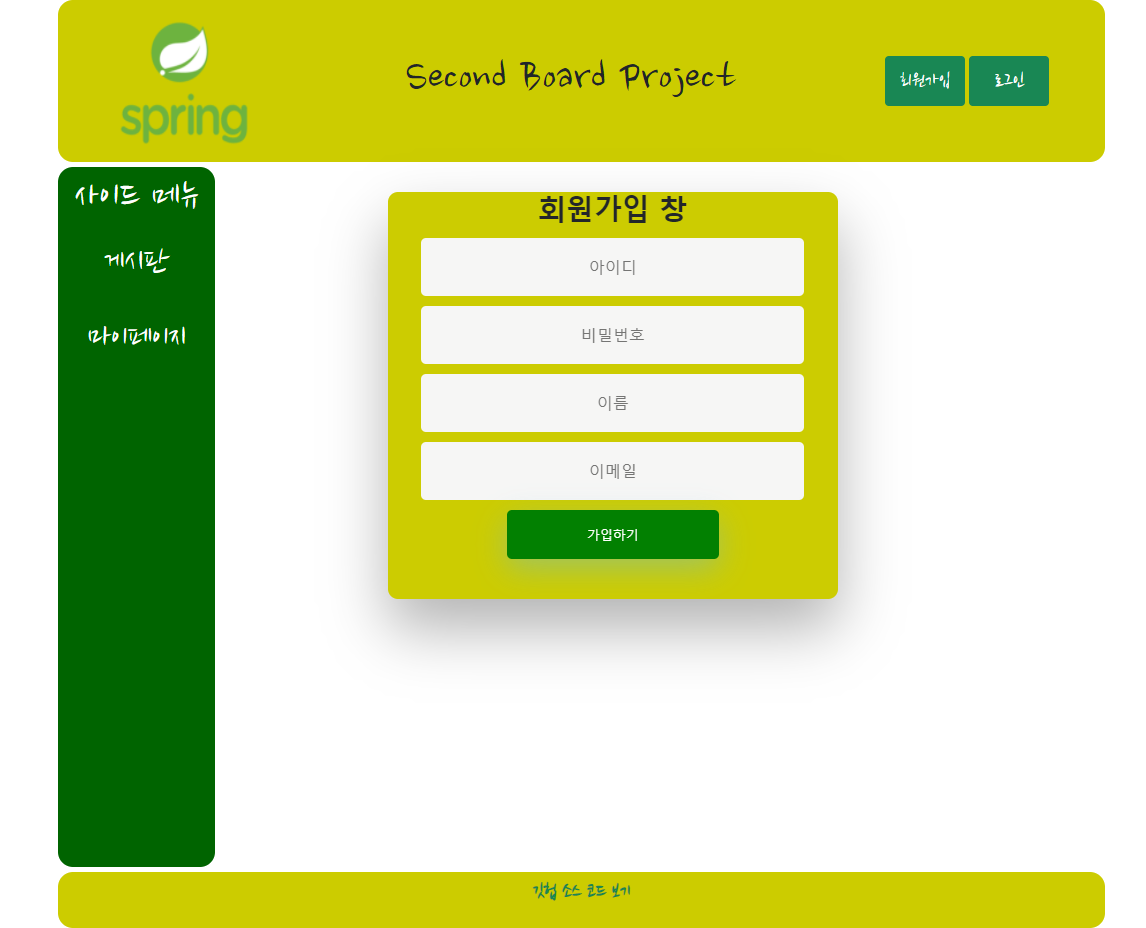 spring
Second Board Project
회원가입
로그인
사이드 메뉴
게시판
마이페이지
회원가입 창
아이디
비밀번호
이름
이메일
가입하기
깃헙 소스 코드 보기